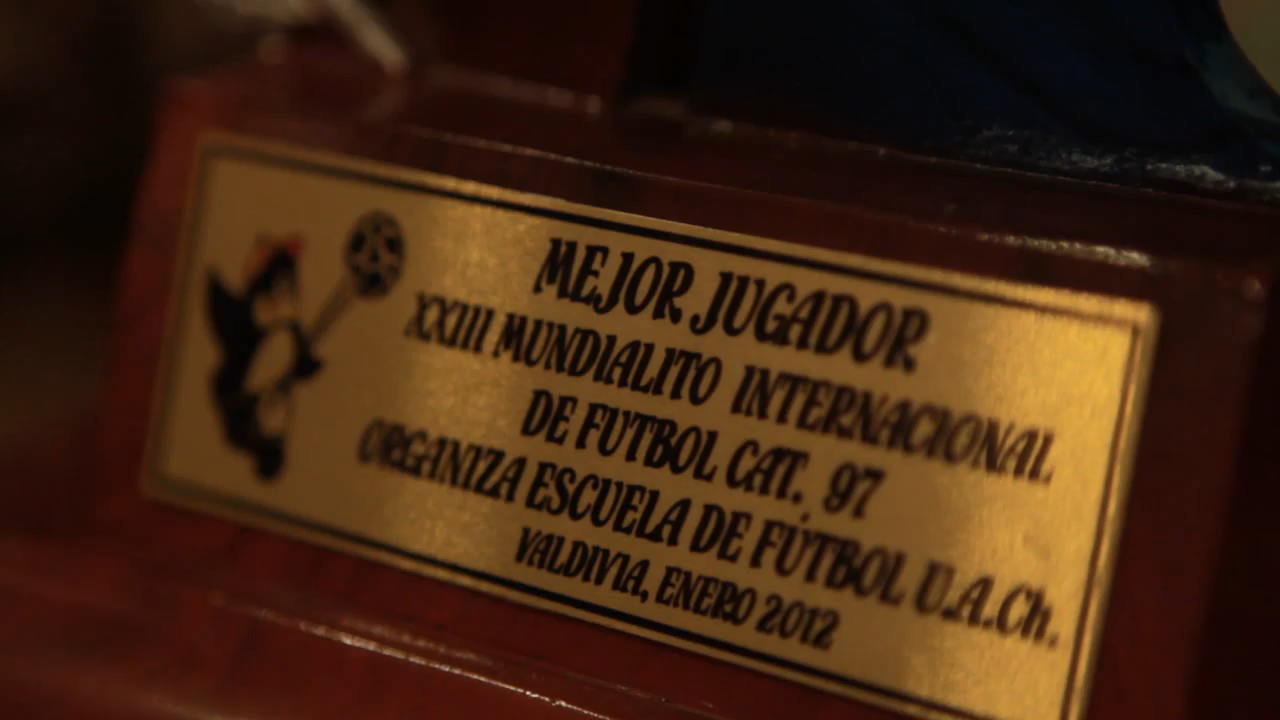 MEJOR JUGADOR
XXIII MUNDIALITO INTERNACIONAL
DE FUTBOL CAT. 97
ORGANIZA ESCUELA DE FÚTBOL U.A.Ch.
VALDIVIA, ENERO 2012